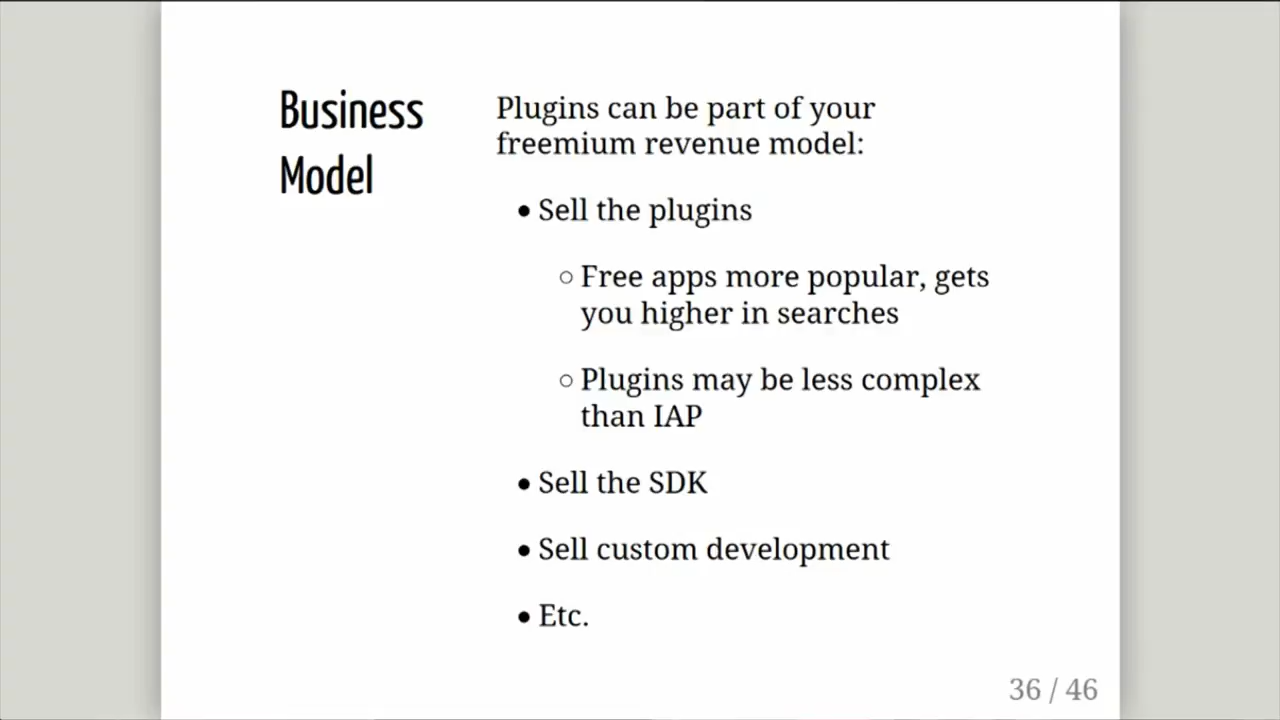 Business
Model
Plugins can be part of your
freemium revenue model:
• Sell the plugins
○ Free apps more popular, gets
you higher in searches
○ Plugins may be less complex
than IAP
• Sell the SDK
• Sell custom development
• Etc.
36 / 46